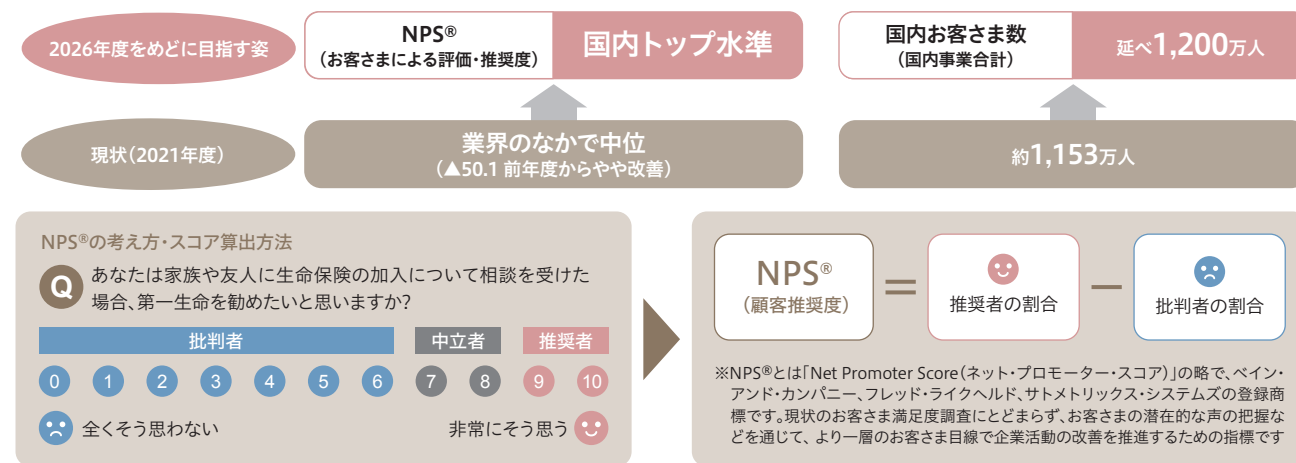 2026年度をめどに目指す姿
NPS®
（お客さまによる評価・推奨度）
国内トップ水準
国内お客さま数
（国内事業合計）
延べ1,200万人
現状（2021年度）
業界のなかで中位
（▲50.1 前年度からやや改善）
約1,153万人
NPS®の考え方・スコア算出方法
Q
あなたは家族や友人に生命保険の加入について相談を受けた
場合、第一生命を勧めたいと思いますか?
批判者 中立者 推奨者
0 1 2 3 4 5 6 7 8 9 10
全くそう思わない 非常にそう思う
NPS®
（顧客推奨度）
=
推奨者の割合
−
批判者の割合
※NPS®とは「Net Promoter Score（ネット・プロモーター・スコア）」の略で、ベイン・
アンド・カンパニー、フレッド・ライクヘルド、サトメトリックス・システムズの登録商
標です。現状のお客さま満足度調査にとどまらず、お客さまの潜在的な声の把握な
どを通じて、より一層のお客さま目線で企業活動の改善を推進するための指標です